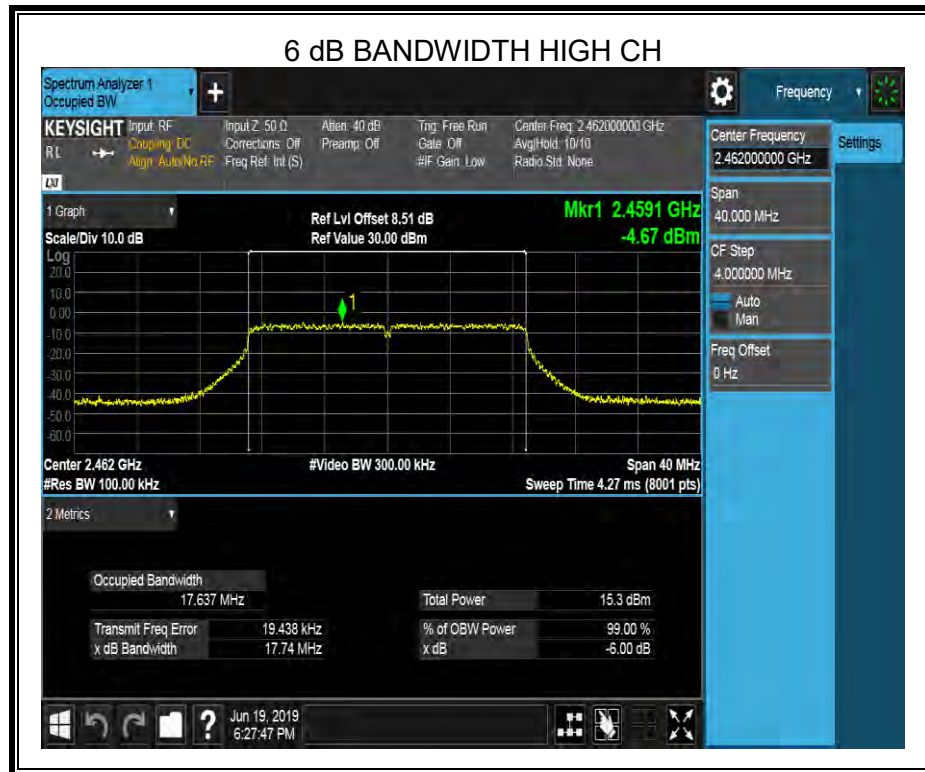 6 dB BANDWIDTH HIGH CH
Spectrum Analyzer 1
Occupied BW
+
Frequency
KEYSIGHT
RL
LXI
Input: RF
Coupling: DC
Align: Auto/No RF
Input Z: 50 Ω
Corrections: Off
Freq Ref: Int (S)
Atten: 40 dB
Preamp: Off
Trig: Free Run
Gate: Off
#IF Gain: Low
Center Freq: 2.462000000 GHz
Avg|Hold: 10/10
Radio Std: None
Center Frequency
2.462000000 GHz
Settings
Span
40.000 MHz
CF Step
4.000000 MHz
Auto
Man
Freq Offset
0 Hz
1 Graph
Scale/Div 10.0 dB
Ref Lvl Offset 8.51 dB
Ref Value 30.00 dBm
Mkr1 2.4591 GHz
-4.67 dBm
Log
20.0
10.0
0.00
-10.0
-20.0
-30.0
-40.0
-50.0
-60.0
1
Center 2.462 GHz
#Res BW 100.00 kHz
#Video BW 300.00 kHz
Span 40 MHz
Sweep Time 4.27 ms (8001 pts)
2 Metrics
Occupied Bandwidth
17.637 MHz
Total Power 15.3 dBm
Transmit Freq Error 19.438 kHz
% of OBW Power 99.00 %
x dB Bandwidth 17.74 MHz
x dB -6.00 dB
?
Jun 19, 2019
6:27:47 PM